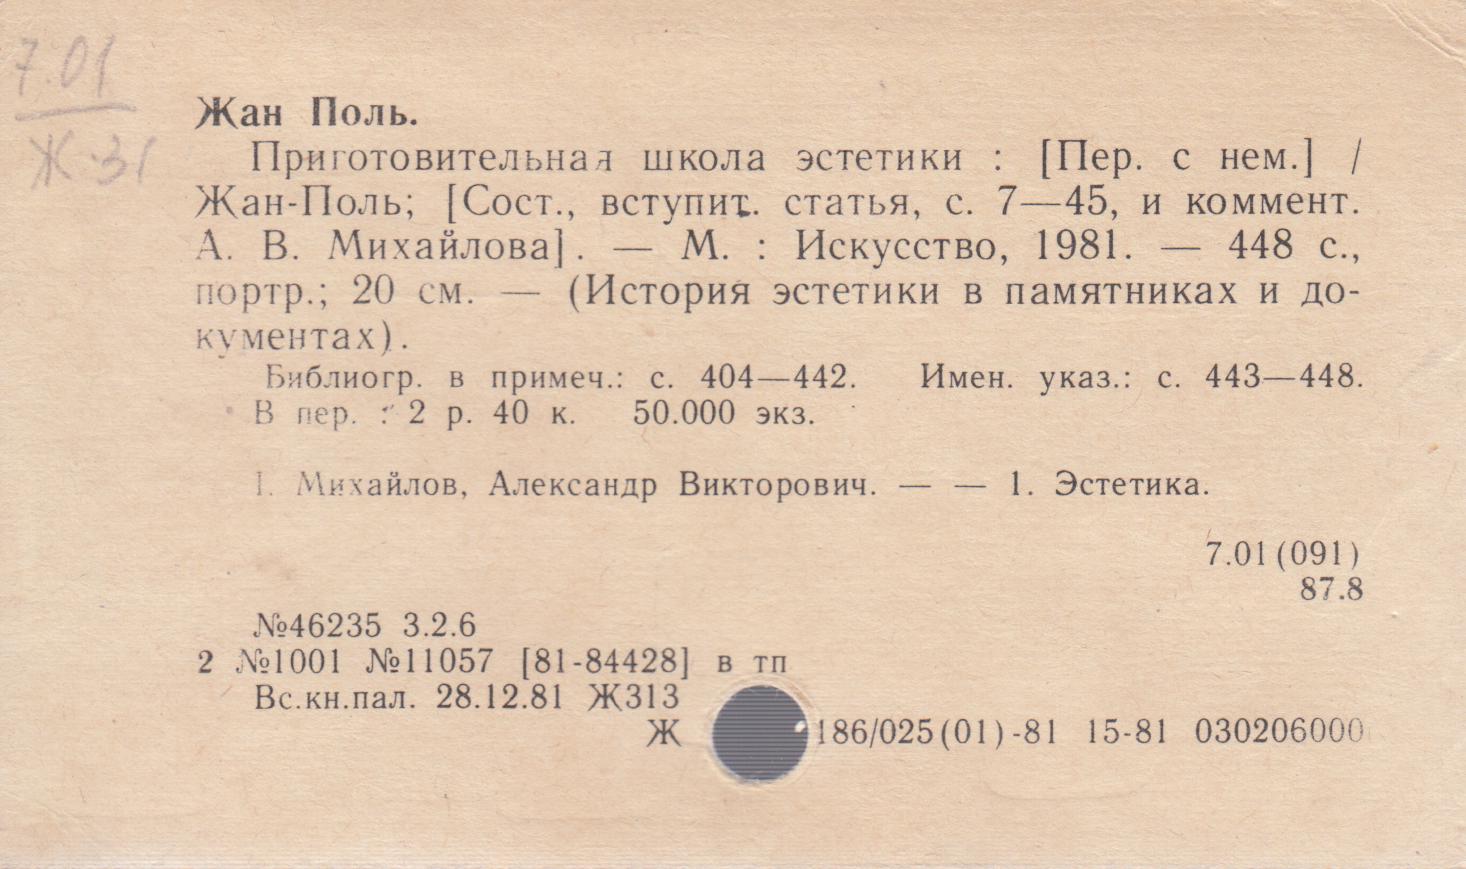 7.01
Ж-31
Жан Поль.
Приготовительная школа эстетики : [Пер. с нем.] /
Жан-Поль; [Сост., вступит. статья, с. 7—45, и коммент.
А. В. Михайлова]. — М. : Искусство, 1981. — 448 с.,
портр.; 20 см. — (История эстетики в памятниках и до-
кументах).
Библиогр. в примеч.: с. 404—442. Имен. указ.: с. 443—448.
В пер. : 2 р. 40 к. 50.000 экз.
I. Михайлов, Александр Викторович. — — 1. Эстетика.
7.01(091)
87.8
№46235 3.2.6
2 №1001 №11057 [81-84428] в тп
Вс.кн.пал. 28.12.81 Ж313
Ж 186/025(01)-81 15-81 030206000